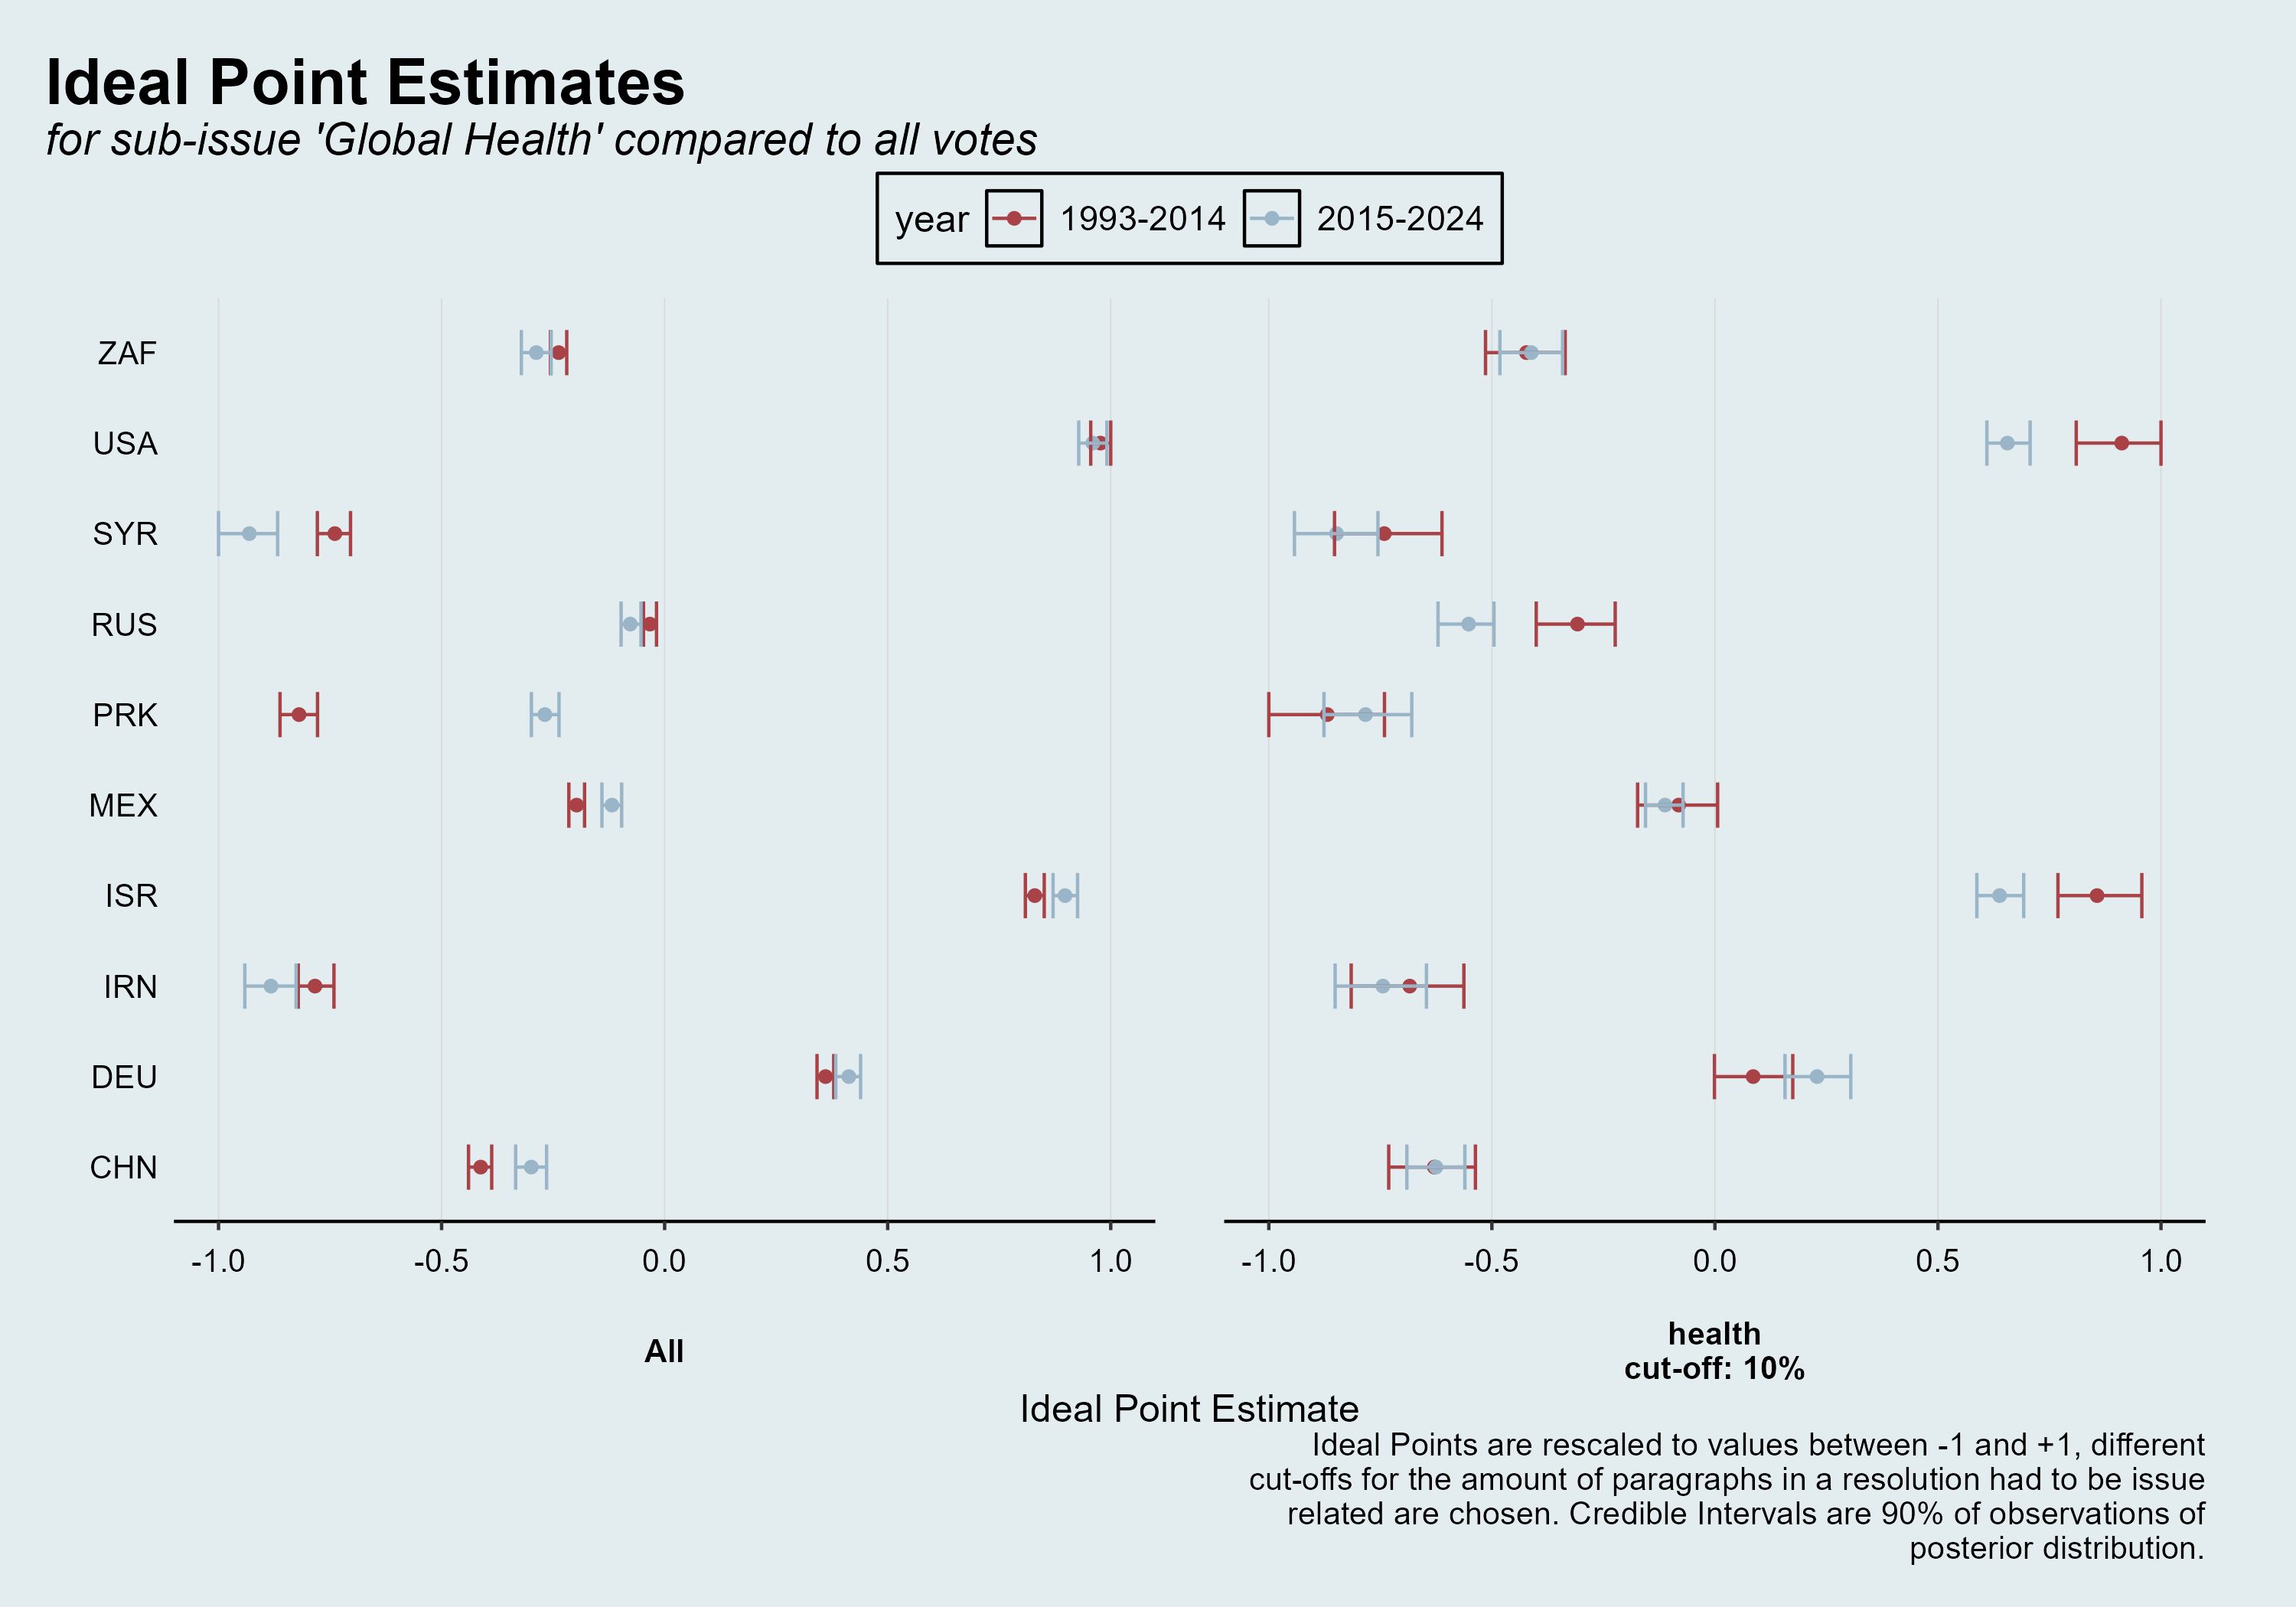 Ideal Point Estimates
for sub-issue 'Global Health' compared to all votes
year 1993-2014 2015-2024
ZAF
USA
SYR
RUS
PRK
MEX
ISR
IRN
DEU
CHN
-1.0 -0.5 0.0 0.5 1.0 -1.0 -0.5 0.0 0.5 1.0
All
health
cut-off: 10%
Ideal Point Estimate
Ideal Points are rescaled to values between -1 and +1, different
cut-offs for the amount of paragraphs in a resolution had to be issue
related are chosen. Credible Intervals are 90% of observations of
posterior distribution.